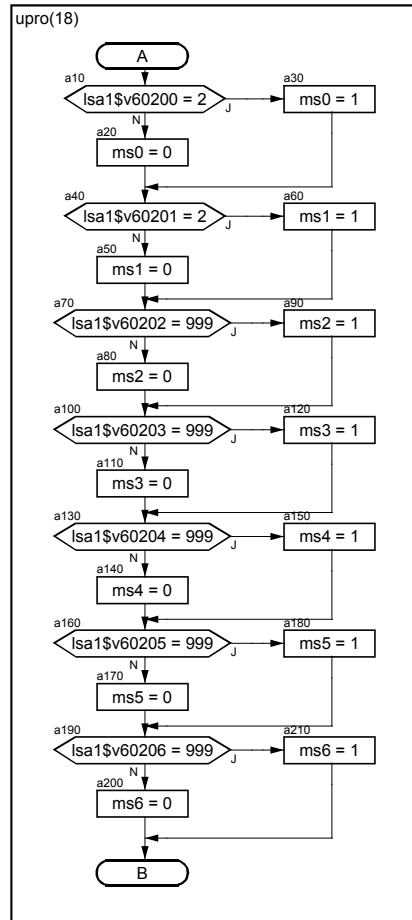 upro(18)
A
a10
lsa1$v60200 = 2
J
N
a30
ms0 = 1
a20
ms0 = 0
a40
lsa1$v60201 = 2
J
N
a60
ms1 = 1
a50
ms1 = 0
a70
lsa1$v60202 = 999
J
N
a90
ms2 = 1
a80
ms2 = 0
a100
lsa1$v60203 = 999
J
N
a120
ms3 = 1
a110
ms3 = 0
a130
lsa1$v60204 = 999
J
N
a150
ms4 = 1
a140
ms4 = 0
a160
lsa1$v60205 = 999
J
N
a180
ms5 = 1
a170
ms5 = 0
a190
lsa1$v60206 = 999
J
N
a210
ms6 = 1
a200
ms6 = 0
B